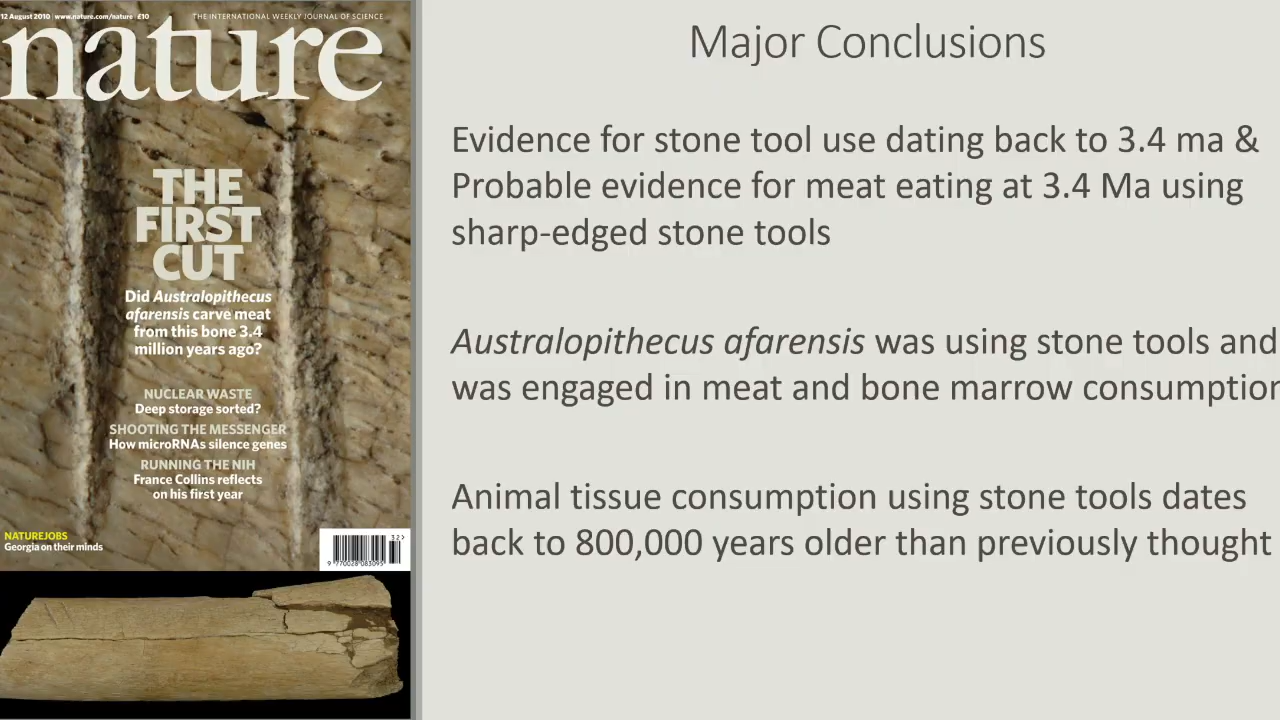 12 August 2010 | www.nature.com/nature | £10
THE INTERNATIONAL WEEKLY JOURNAL OF SCIENCE
nature
THE
FIRST
CUT
Did Australopithecus
afarensis carve meat
from this bone 3.4
million years ago?
NUCLEAR WASTE
Deep storage sorted?
SHOOTING THE MESSENGER
How microRNAs silence genes
RUNNING THE NIH
France Collins reflects
on his first year
NATUREJOBS
Georgia on their minds
32>
9 770028 083095
Major Conclusions
Evidence for stone tool use dating back to 3.4 ma &
Probable evidence for meat eating at 3.4 Ma using
sharp-edged stone tools
Australopithecus afarensis was using stone tools and
was engaged in meat and bone marrow consumption
Animal tissue consumption using stone tools dates
back to 800,000 years older than previously thought